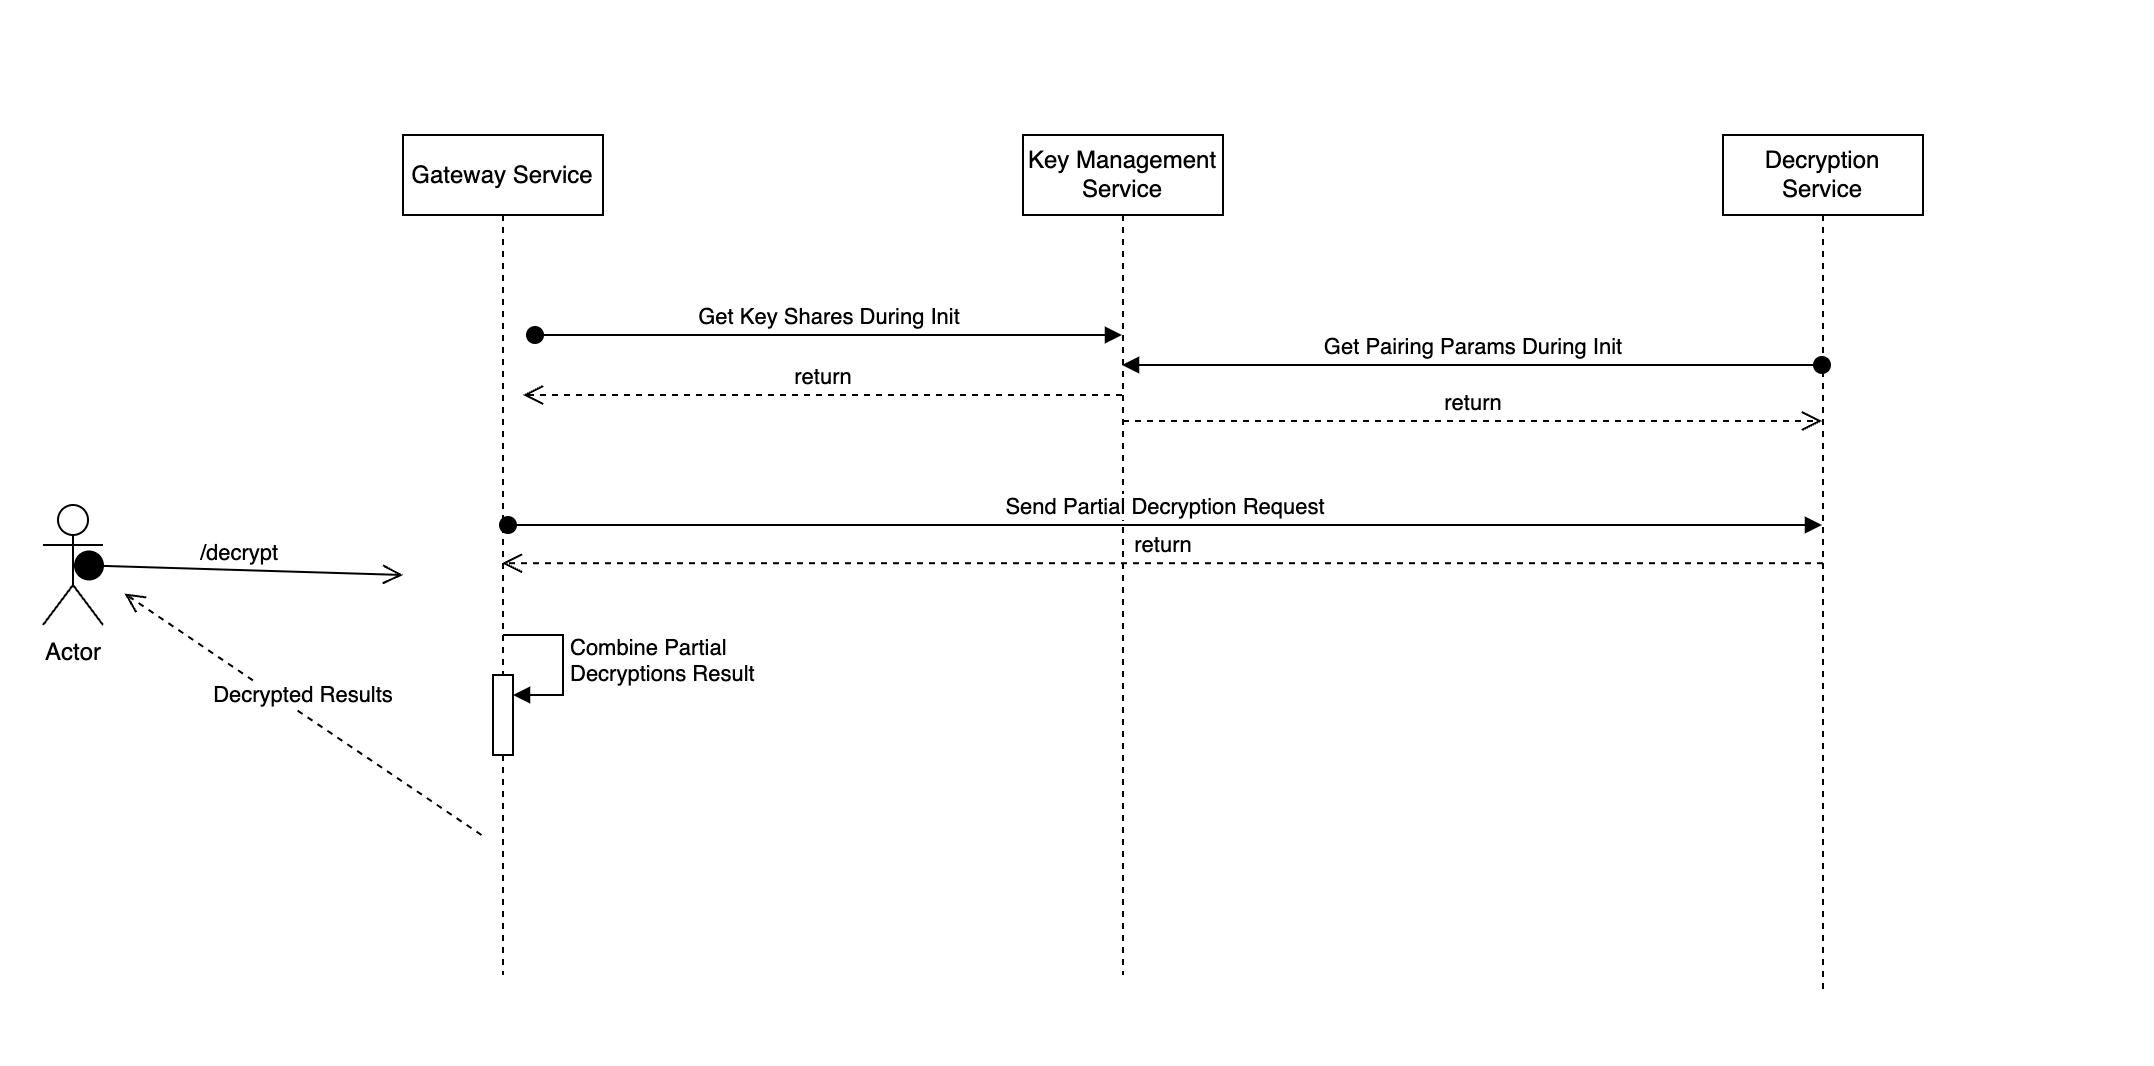 Gateway Service
Key Management
Service
Decryption
Service
Get Key Shares During Init
Get Pairing Params During Init
return
return
Send Partial Decryption Request
return
/decrypt
Actor
Combine Partial
Decryptions Result
Decrypted Results